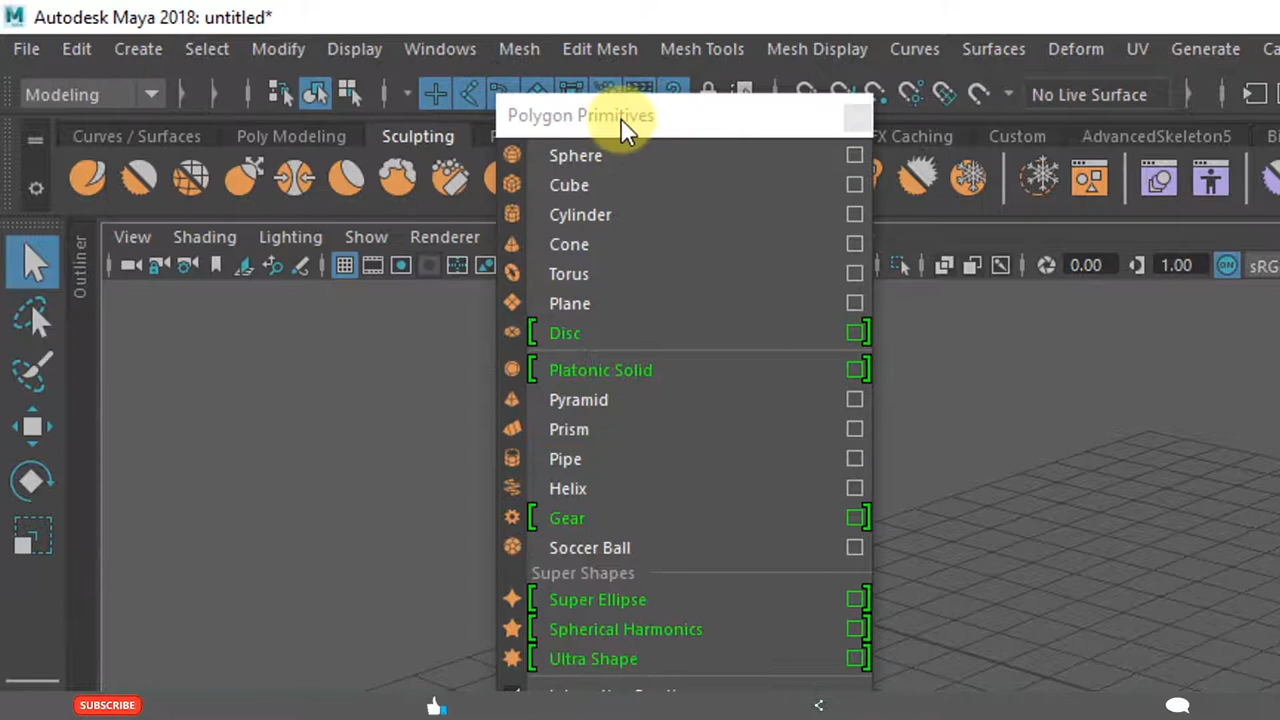 Autodesk Maya 2018: untitled*
File Edit Create Select Modify Display Windows Mesh Edit Mesh Mesh Tools Mesh Display Curves Surfaces Deform UV Generate Ca
Modeling No Live Surface
Polygon Primitives
Curves / Surfaces Poly Modeling Sculpting FX Caching Custom AdvancedSkeleton5
Sphere
Cube
Cylinder
View Shading Lighting Show Renderer
Cone
0.00 1.00 ON sRG
Torus
Outliner
Plane
Disc
Platonic Solid
Pyramid
Prism
Pipe
Helix
Gear
Soccer Ball
Super Shapes
Super Ellipse
Spherical Harmonics
Ultra Shape
SUBSCRIBE